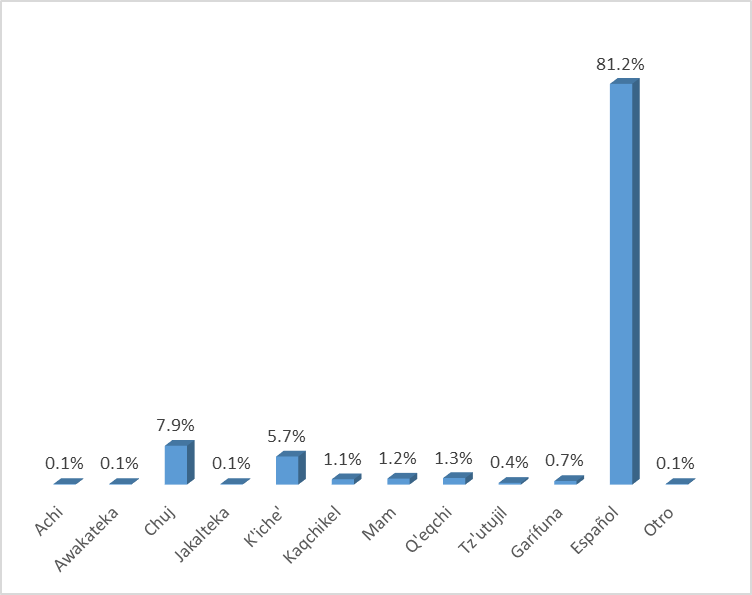 81.2%
7.9%
5.7%
0.1%
0.1%
0.1%
1.1%
1.2%
1.3%
0.4%
0.7%
0.1%
Achi
Awakateka
Chuj
Jakalteka
K'iche'
Kaqchikel
Mam
Q'eqchi
Tz'utujil
Garífuna
Español
Otro